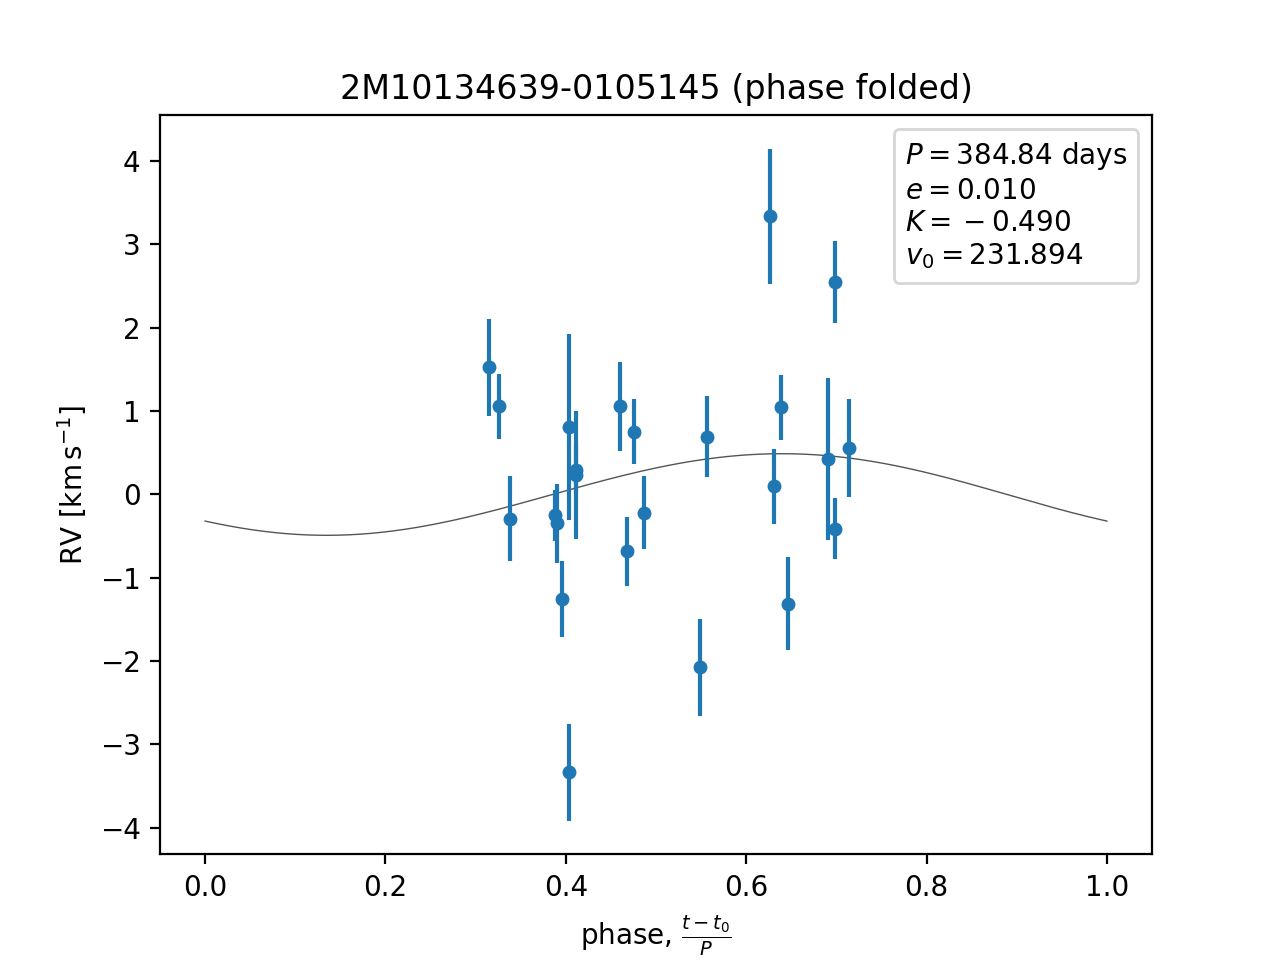 2M10134639-0105145 (phase folded)
P = 384.84 days
e = 0.010
K = −0.490
v₀ = 231.894
RV [km s⁻¹]
4
3
2
1
0
−1
−2
−3
−4
0.0 0.2 0.4 0.6 0.8 1.0
phase, (t − t₀)/P